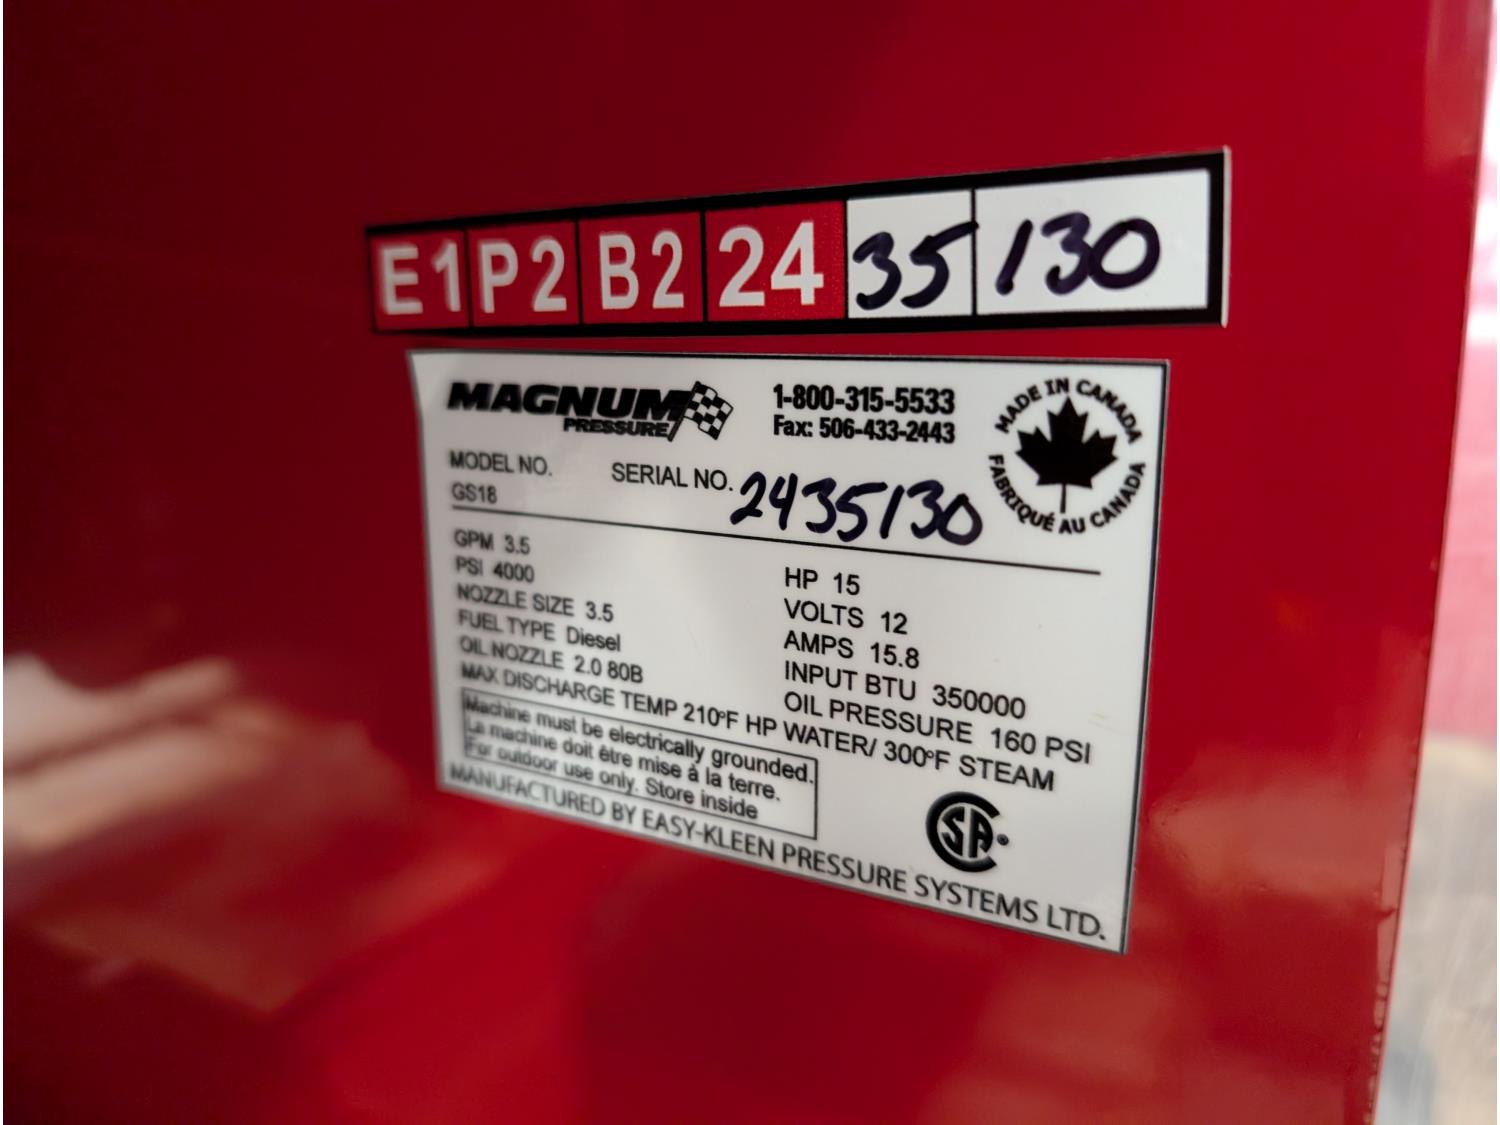 E1 P2 B2 24 35 130
MAGNUM
PRESSURE
1-800-315-5533
Fax: 506-433-2443
MADE IN CANADA
FABRIQUÉ AU CANADA
MODEL NO.
GS18
SERIAL NO. 2435130
GPM 3.5
PSI 4000
NOZZLE SIZE 3.5
FUEL TYPE Diesel
OIL NOZZLE 2.0 80B
HP 15
VOLTS 12
AMPS 15.8
INPUT BTU 350000
OIL PRESSURE 160 PSI
MAX DISCHARGE TEMP 210°F HP WATER/ 300°F STEAM
Machine must be electrically grounded.
La machine doit être mise à la terre.
For outdoor use only. Store inside
MANUFACTURED BY EASY-KLEEN PRESSURE SYSTEMS LTD.
CSA